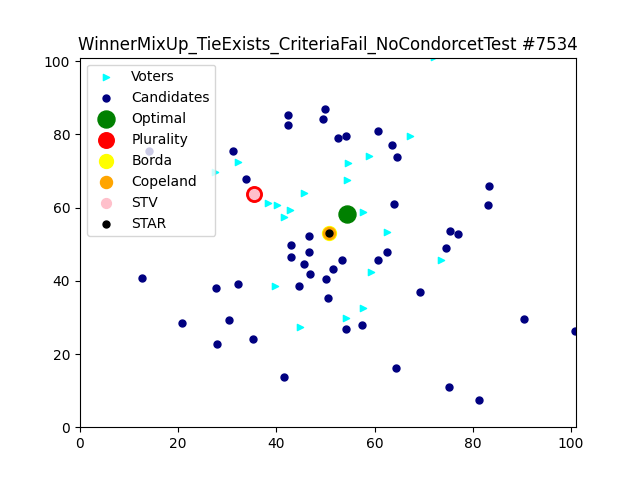 WinnerMixUp_TieExists_CriteriaFail_NoCondorcetTest #7534
100
80
60
40
20
0
Voters
Candidates
Optimal
Plurality
Borda
Copeland
STV
STAR
0
20
40
60
80
100